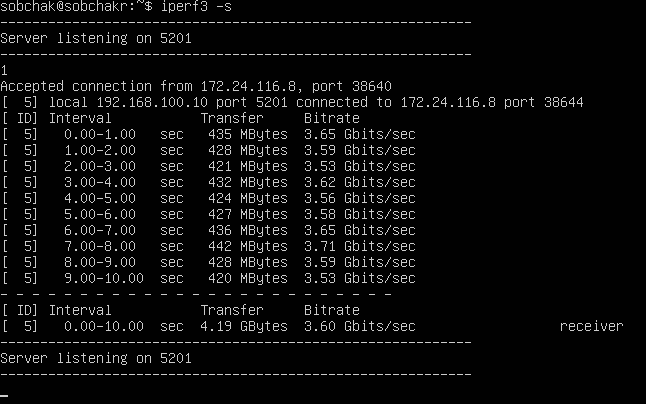 sobchak@sobchakr:~$ iperf3 -s
-----------------------------------------------------------
Server listening on 5201
-----------------------------------------------------------
1
Accepted connection from 172.24.116.8, port 38640
[  5] local 192.168.100.10 port 5201 connected to 172.24.116.8 port 38644
[ ID] Interval           Transfer     Bitrate
[  5]   0.00-1.00   sec   435 MBytes  3.65 Gbits/sec
[  5]   1.00-2.00   sec   428 MBytes  3.59 Gbits/sec
[  5]   2.00-3.00   sec   421 MBytes  3.53 Gbits/sec
[  5]   3.00-4.00   sec   432 MBytes  3.62 Gbits/sec
[  5]   4.00-5.00   sec   424 MBytes  3.56 Gbits/sec
[  5]   5.00-6.00   sec   427 MBytes  3.58 Gbits/sec
[  5]   6.00-7.00   sec   436 MBytes  3.65 Gbits/sec
[  5]   7.00-8.00   sec   442 MBytes  3.71 Gbits/sec
[  5]   8.00-9.00   sec   428 MBytes  3.59 Gbits/sec
[  5]   9.00-10.00  sec   420 MBytes  3.53 Gbits/sec
- - - - - - - - - - - - - - - - - - - - - - - - -
[ ID] Interval           Transfer     Bitrate
[  5]   0.00-10.00  sec  4.19 GBytes  3.60 Gbits/sec                  receiver
-----------------------------------------------------------
Server listening on 5201
-----------------------------------------------------------